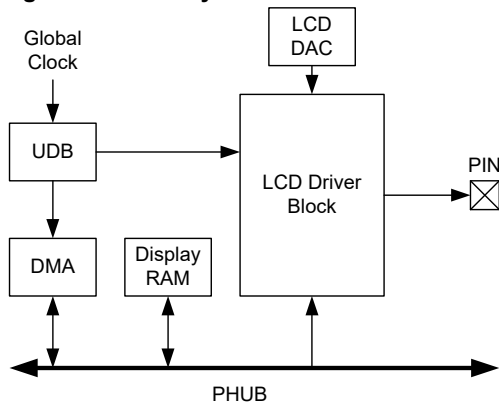 Global
Clock
LCD
DAC
UDB
LCD Driver
Block
PIN
DMA
Display
RAM
PHUB